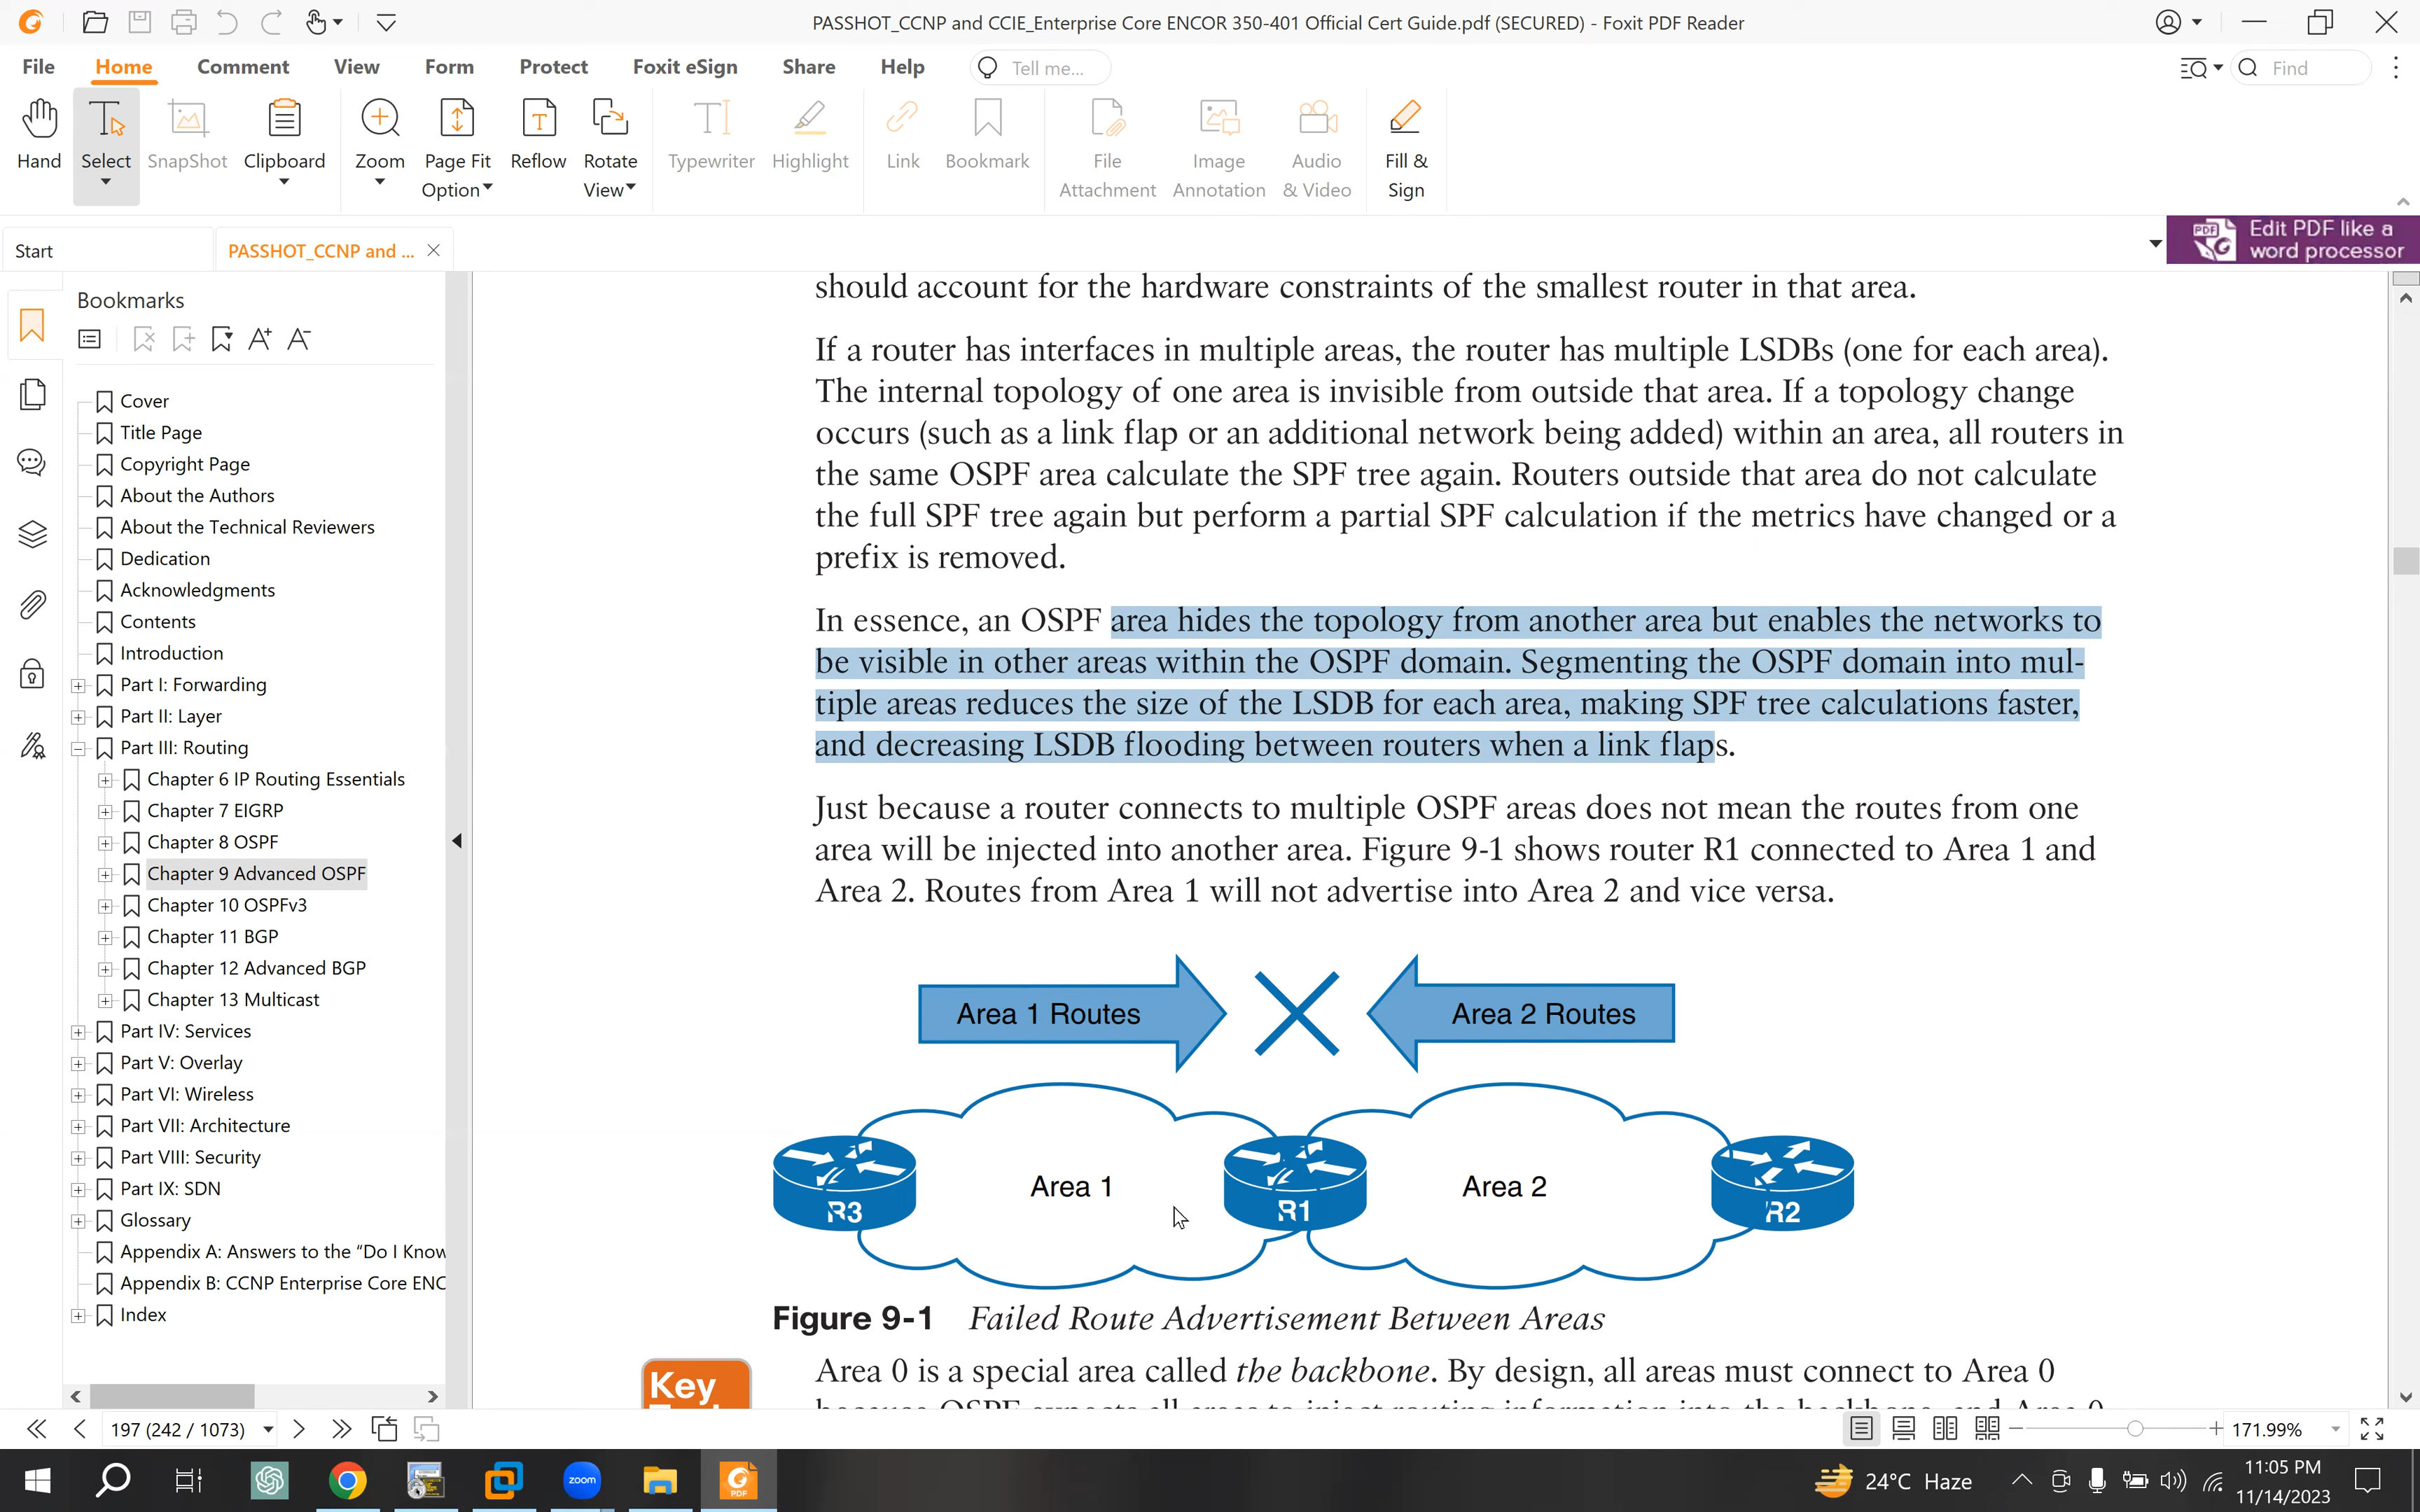 PASSHOT_CCNP and CCIE_Enterprise Core ENCOR 350-401 Official Cert Guide.pdf (SECURED) - Foxit PDF Reader
File Home Comment View Form Protect Foxit eSign Share Help Tell me... Find
Hand Select SnapShot Clipboard Zoom Page Fit Option Reflow Rotate View Typewriter Highlight Link Bookmark File Attachment Image Annotation Audio & Video Fill & Sign
Start PASSHOT_CCNP and ... Edit PDF like a word processor
Bookmarks
Cover
Title Page
Copyright Page
About the Authors
About the Technical Reviewers
Dedication
Acknowledgments
Contents
Introduction
Part I: Forwarding
Part II: Layer
Part III: Routing
Chapter 6 IP Routing Essentials
Chapter 7 EIGRP
Chapter 8 OSPF
Chapter 9 Advanced OSPF
Chapter 10 OSPFv3
Chapter 11 BGP
Chapter 12 Advanced BGP
Chapter 13 Multicast
Part IV: Services
Part V: Overlay
Part VI: Wireless
Part VII: Architecture
Part VIII: Security
Part IX: SDN
Glossary
Appendix A: Answers to the “Do I Know
Appendix B: CCNP Enterprise Core ENC
Index
should account for the hardware constraints of the smallest router in that area.
If a router has interfaces in multiple areas, the router has multiple LSDBs (one for each area).
The internal topology of one area is invisible from outside that area. If a topology change
occurs (such as a link flap or an additional network being added) within an area, all routers in
the same OSPF area calculate the SPF tree again. Routers outside that area do not calculate
the full SPF tree again but perform a partial SPF calculation if the metrics have changed or a
prefix is removed.
In essence, an OSPF area hides the topology from another area but enables the networks to
be visible in other areas within the OSPF domain. Segmenting the OSPF domain into mul-
tiple areas reduces the size of the LSDB for each area, making SPF tree calculations faster,
and decreasing LSDB flooding between routers when a link flaps.
Just because a router connects to multiple OSPF areas does not mean the routes from one
area will be injected into another area. Figure 9-1 shows router R1 connected to Area 1 and
Area 2. Routes from Area 1 will not advertise into Area 2 and vice versa.
Area 1 Routes Area 2 Routes
Area 1 Area 2
R3 R1 R2
Figure 9-1 Failed Route Advertisement Between Areas
Key
Area 0 is a special area called the backbone. By design, all areas must connect to Area 0
because OSPF expects all areas to inject routing information into the backbone, and Area 0
197 (242 / 1073) 171.99%
zoom PDF 24°C Haze 11:05 PM
11/14/2023